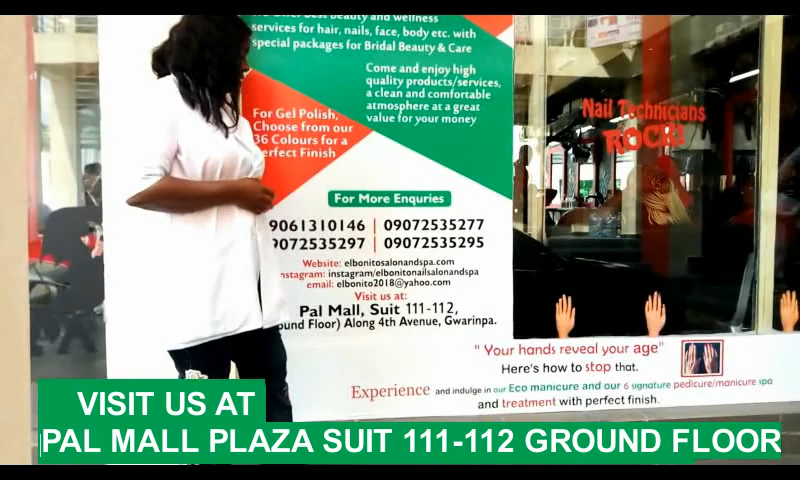 best beauty and wellness
services for hair, nails, face, body etc. with
special packages for Bridal Beauty & Care
Come and enjoy high
quality products/services,
a clean and comfortable
atmosphere at a great
value for your money
For Gel Polish,
Choose from our
36 Colours for a
erfect Finish
Nail Technicians
ROCK!
For More Enquries
9061310146 | 09072535277
9072535297 | 09072535295
Website: elbonitosalonandspa.com
nstagram: instagram/elbonitonailsalonandspa
email: elbonito2018@yahoo.com
Visit us at:
Pal Mall, Suit 111-112,
ound Floor) Along 4th Avenue, Gwarinpa.
" Your hands reveal your age"
Here's how to stop that.
Experience and indulge in our Eco manicure and our 6 signature pedicure/manicure spa
and treatment with perfect finish.
VISIT US AT
PAL MALL PLAZA SUIT 111-112 GROUND FLOOR